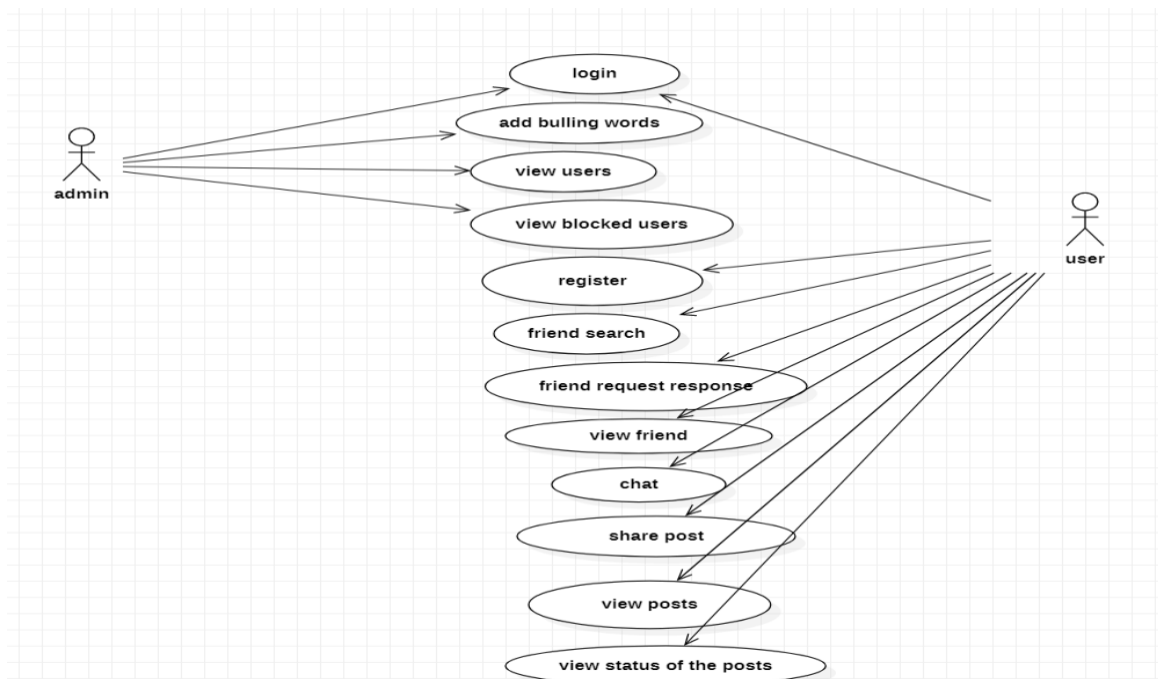 login
add bulling words
view users
admin
view blocked users
user
register
friend search
friend request response
view friend
chat
share post
view posts
view status of the posts